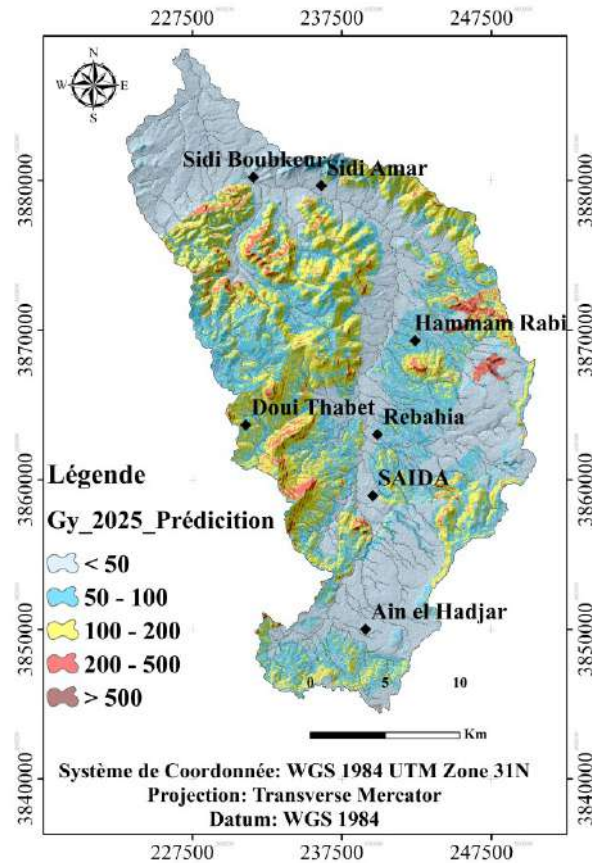 227500 237500 247500
N
W E
S
Sidi Boubkeur
Sidi Amar
3880000 3880000
Hammam Rabi
3870000 3870000
Doui Thabet
Rebahia
Légende
SAIDA
3860000 3860000
Gy_2025_Prédicition
< 50
50 - 100
100 - 200
200 - 500
> 500
Ain el Hadjar
3850000 3850000
0 5 10
Km
Système de Coordonnée: WGS 1984 UTM Zone 31N
Projection: Transverse Mercator
Datum: WGS 1984
3840000 3840000
227500 237500 247500